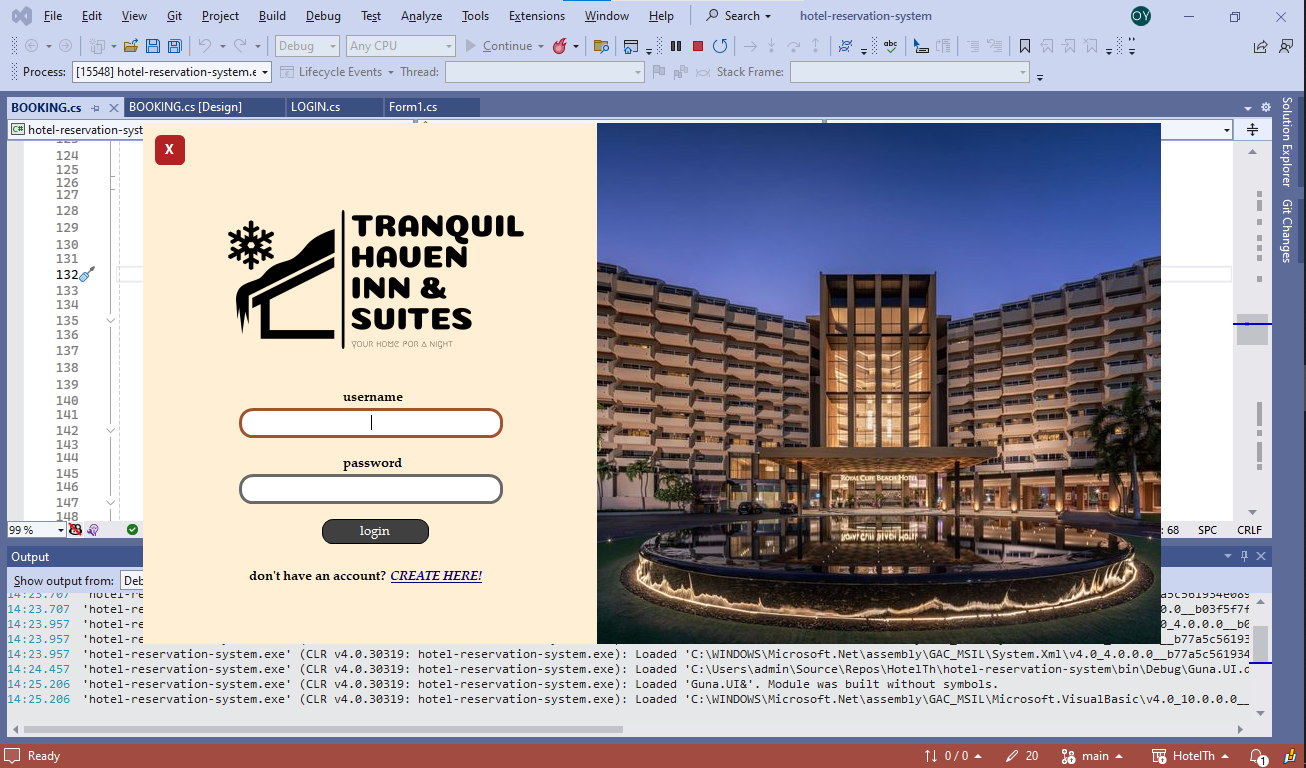 File Edit View Git Project Build Debug Test Analyze Tools Extensions Window Help Search hotel-reservation-system OY
Debug Any CPU Continue
Process: [15548] hotel-reservation-system.e Lifecycle Events Thread: Stack Frame:
BOOKING.cs BOOKING.cs [Design] LOGIN.cs Form1.cs
C# hotel-reservation-syst
Solution Explorer
Git Changes
124
125
126
127
128
129
130
131
132
133
134
135
136
137
138
139
140
141
142
143
144
145
146
147
148
X
TRANQUIL
HAVEN
INN &
SUITES
YOUR HOME FOR A NIGHT
username
password
login
don't have an account? CREATE HERE!
ROYAL CLIFF BEACH HOTEL
99 %
: 68 SPC CRLF
Output
Show output from: Deb
14:23.707 'hotel-re a5c561934e089
14:23.707 'hotel-re 0.0__b03f5f7f
14:23.957 'hotel-re 4.0.0.0__b0
14:23.957 'hotel-re __b77a5c56193
14:23.957 'hotel-reservation-system.exe' (CLR v4.0.30319: hotel-reservation-system.exe): Loaded 'C:\WINDOWS\Microsoft.Net\assembly\GAC_MSIL\System.Xml\v4.0_4.0.0.0__b77a5c561934
14:24.457 'hotel-reservation-system.exe' (CLR v4.0.30319: hotel-reservation-system.exe): Loaded 'C:\Users\admin\Source\Repos\HotelTh\hotel-reservation-system\bin\Debug\Guna.UI.d
14:25.206 'hotel-reservation-system.exe' (CLR v4.0.30319: hotel-reservation-system.exe): Loaded 'Guna.UI&'. Module was built without symbols.
14:25.206 'hotel-reservation-system.exe' (CLR v4.0.30319: hotel-reservation-system.exe): Loaded 'C:\WINDOWS\Microsoft.Net\assembly\GAC_MSIL\Microsoft.VisualBasic\v4.0_10.0.0.0__
Ready 0 / 0 20 main HotelTh 1